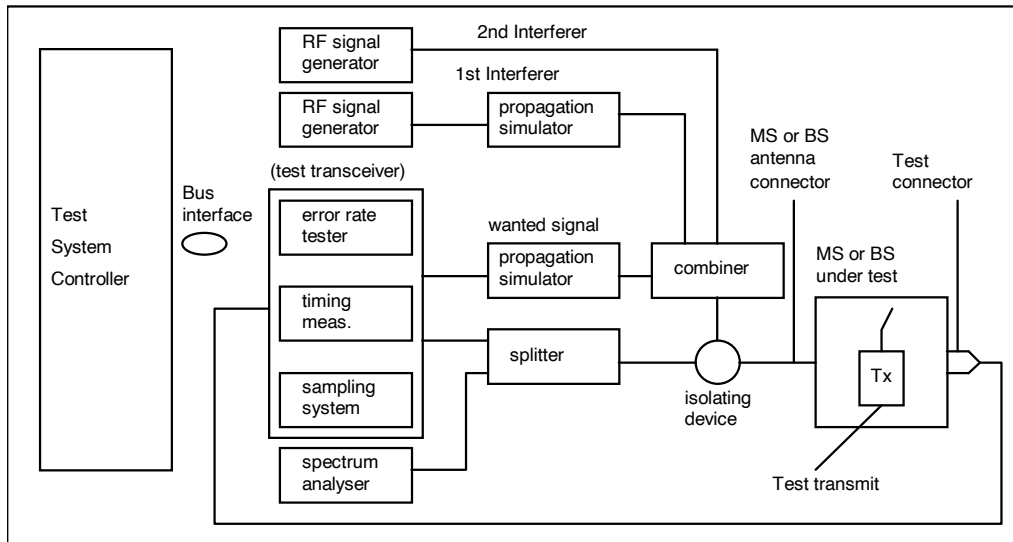 RF signal
generator
2nd Interferer
1st Interferer
RF signal
generator
propagation
simulator
MS or BS
antenna
connector
Test
connector
(test transceiver)
Bus
interface
Test
System
Controller
error rate
tester
wanted signal
propagation
simulator
combiner
MS or BS
under test
timing
meas.
splitter
isolating
device
Tx
sampling
system
spectrum
analyser
Test transmit